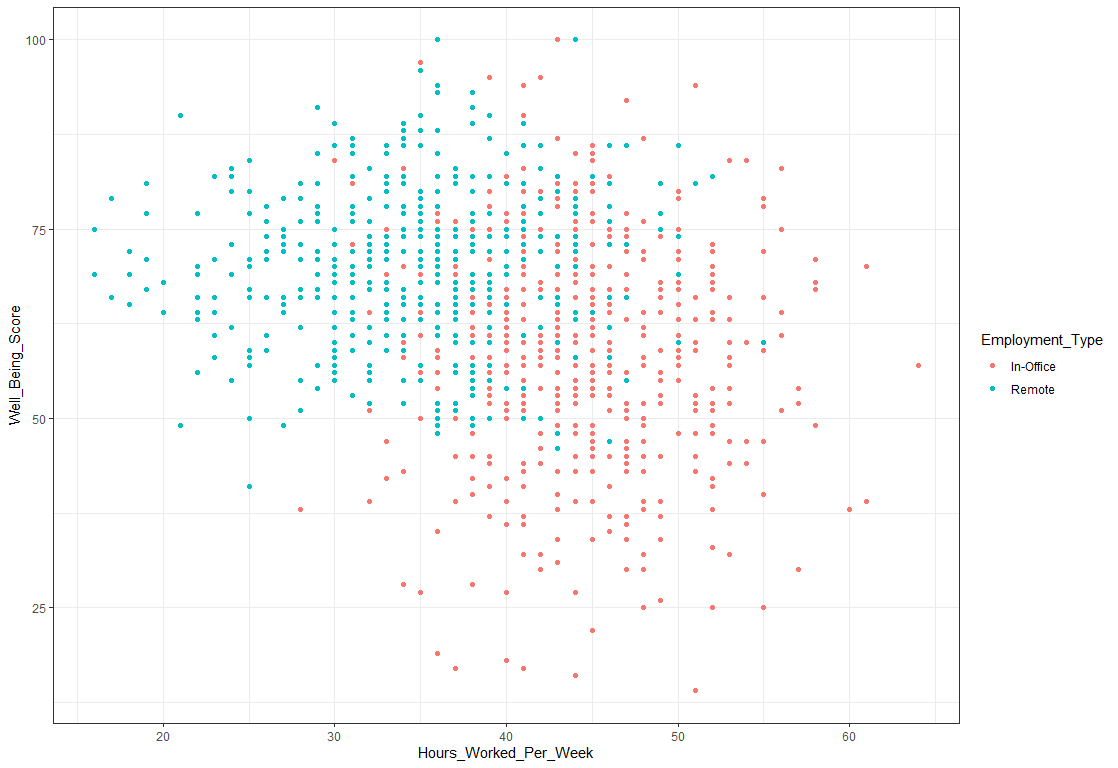 100
75
50
25
Well_Being_Score
20 30 40 50 60
Hours_Worked_Per_Week
Employment_Type
In-Office
Remote